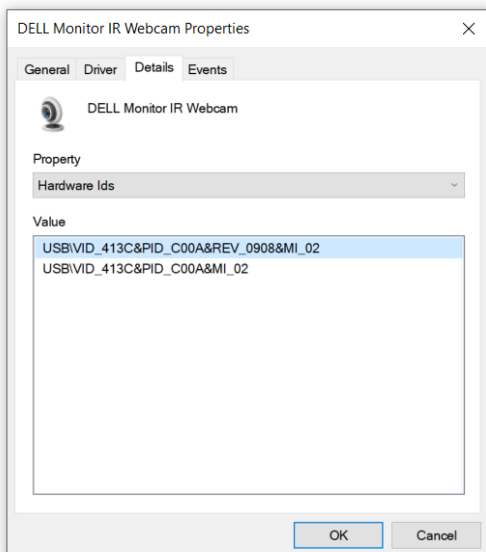 DELL Monitor IR Webcam Properties
General Driver Details Events
DELL Monitor IR Webcam
Property
Hardware Ids
Value
USB\VID_413C&PID_C00A&REV_0908&MI_02
USB\VID_413C&PID_C00A&MI_02
OK Cancel